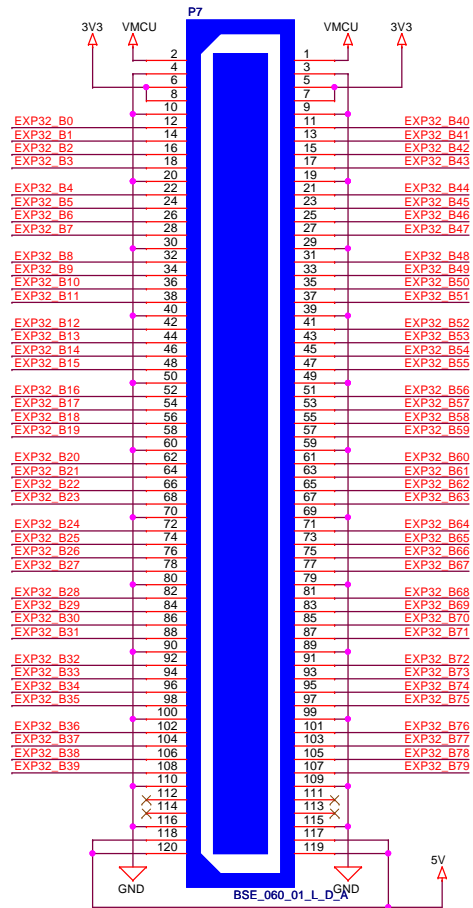 P7
3V3 VMCU VMCU 3V3
2 1
4 3
6 5
8 7
10 9
EXP32_B0 12 11 EXP32_B40
EXP32_B1 14 13 EXP32_B41
EXP32_B2 16 15 EXP32_B42
EXP32_B3 18 17 EXP32_B43
20 19
EXP32_B4 22 21 EXP32_B44
EXP32_B5 24 23 EXP32_B45
EXP32_B6 26 25 EXP32_B46
EXP32_B7 28 27 EXP32_B47
30 29
EXP32_B8 32 31 EXP32_B48
EXP32_B9 34 33 EXP32_B49
EXP32_B10 36 35 EXP32_B50
EXP32_B11 38 37 EXP32_B51
40 39
EXP32_B12 42 41 EXP32_B52
EXP32_B13 44 43 EXP32_B53
EXP32_B14 46 45 EXP32_B54
EXP32_B15 48 47 EXP32_B55
50 49
EXP32_B16 52 51 EXP32_B56
EXP32_B17 54 53 EXP32_B57
EXP32_B18 56 55 EXP32_B58
EXP32_B19 58 57 EXP32_B59
60 59
EXP32_B20 62 61 EXP32_B60
EXP32_B21 64 63 EXP32_B61
EXP32_B22 66 65 EXP32_B62
EXP32_B23 68 67 EXP32_B63
70 69
EXP32_B24 72 71 EXP32_B64
EXP32_B25 74 73 EXP32_B65
EXP32_B26 76 75 EXP32_B66
EXP32_B27 78 77 EXP32_B67
80 79
EXP32_B28 82 81 EXP32_B68
EXP32_B29 84 83 EXP32_B69
EXP32_B30 86 85 EXP32_B70
EXP32_B31 88 87 EXP32_B71
90 89
EXP32_B32 92 91 EXP32_B72
EXP32_B33 94 93 EXP32_B73
EXP32_B34 96 95 EXP32_B74
EXP32_B35 98 97 EXP32_B75
100 99
EXP32_B36 102 101 EXP32_B76
EXP32_B37 104 103 EXP32_B77
EXP32_B38 106 105 EXP32_B78
EXP32_B39 108 107 EXP32_B79
110 109
112 111
114 113
116 115
118 117
120 119
5V
GND GND
BSE_060_01_L_D_A